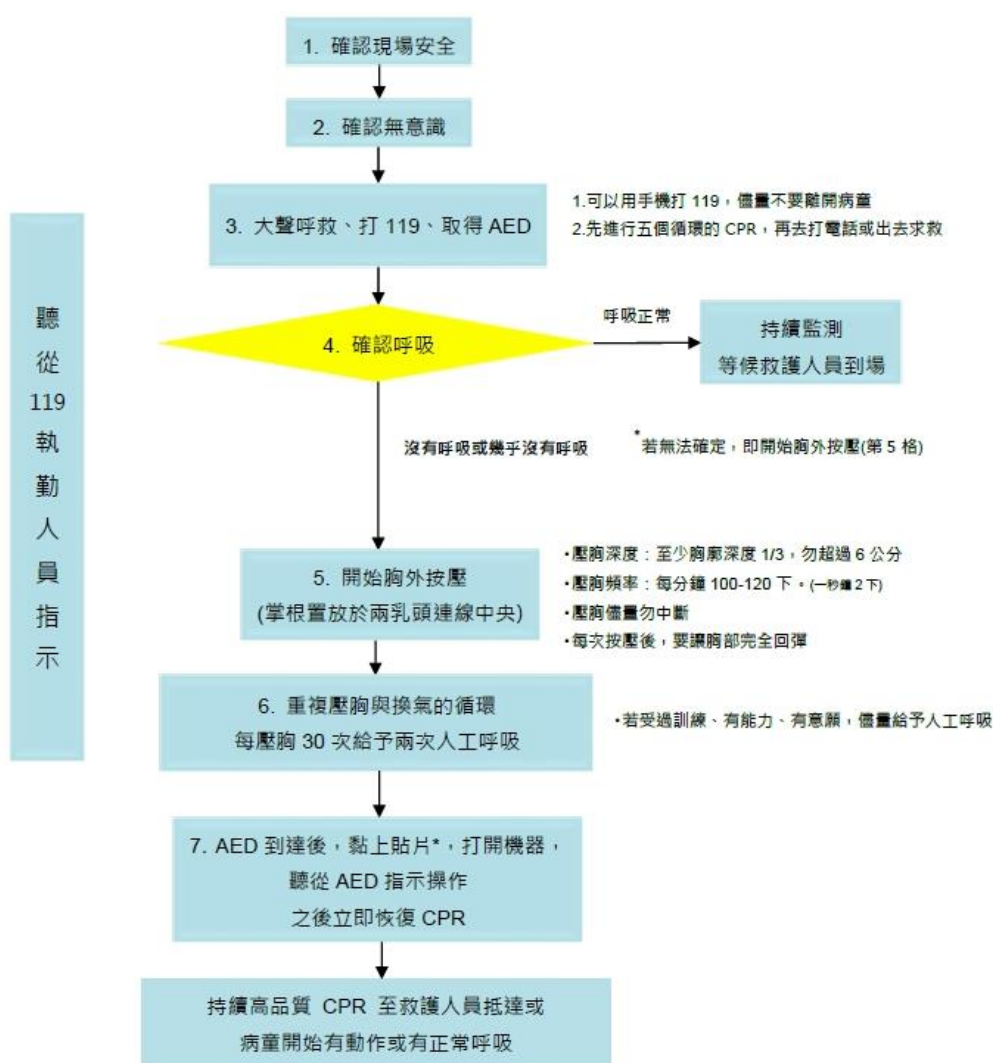 1. 確認現場安全
2. 確認無意識
3. 大聲呼救、打 119、取得 AED
1.可以用手機打 119，儘量不要離開病童
2.先進行五個循環的 CPR，再去打電話或出去求救
聽
從
119
執
勤
人
員
指
示
4. 確認呼吸
呼吸正常
持續監測
等候救護人員到場
沒有呼吸或幾乎沒有呼吸
*若無法確定，即開始胸外按壓(第 5 格)
5. 開始胸外按壓
(掌根置放於兩乳頭連線中央)
•壓胸深度：至少胸廓深度 1/3，勿超過 6 公分
•壓胸頻率：每分鐘 100-120 下。(一秒鐘 2 下)
•壓胸儘量勿中斷
•每次按壓後，要讓胸部完全回彈
6. 重複壓胸與換氣的循環
每壓胸 30 次給予兩次人工呼吸
•若受過訓練、有能力、有意願，儘量給予人工呼吸
7. AED 到達後，黏上貼片*，打開機器，
聽從 AED 指示操作
之後立即恢復 CPR
持續高品質 CPR 至救護人員抵達或
病童開始有動作或有正常呼吸